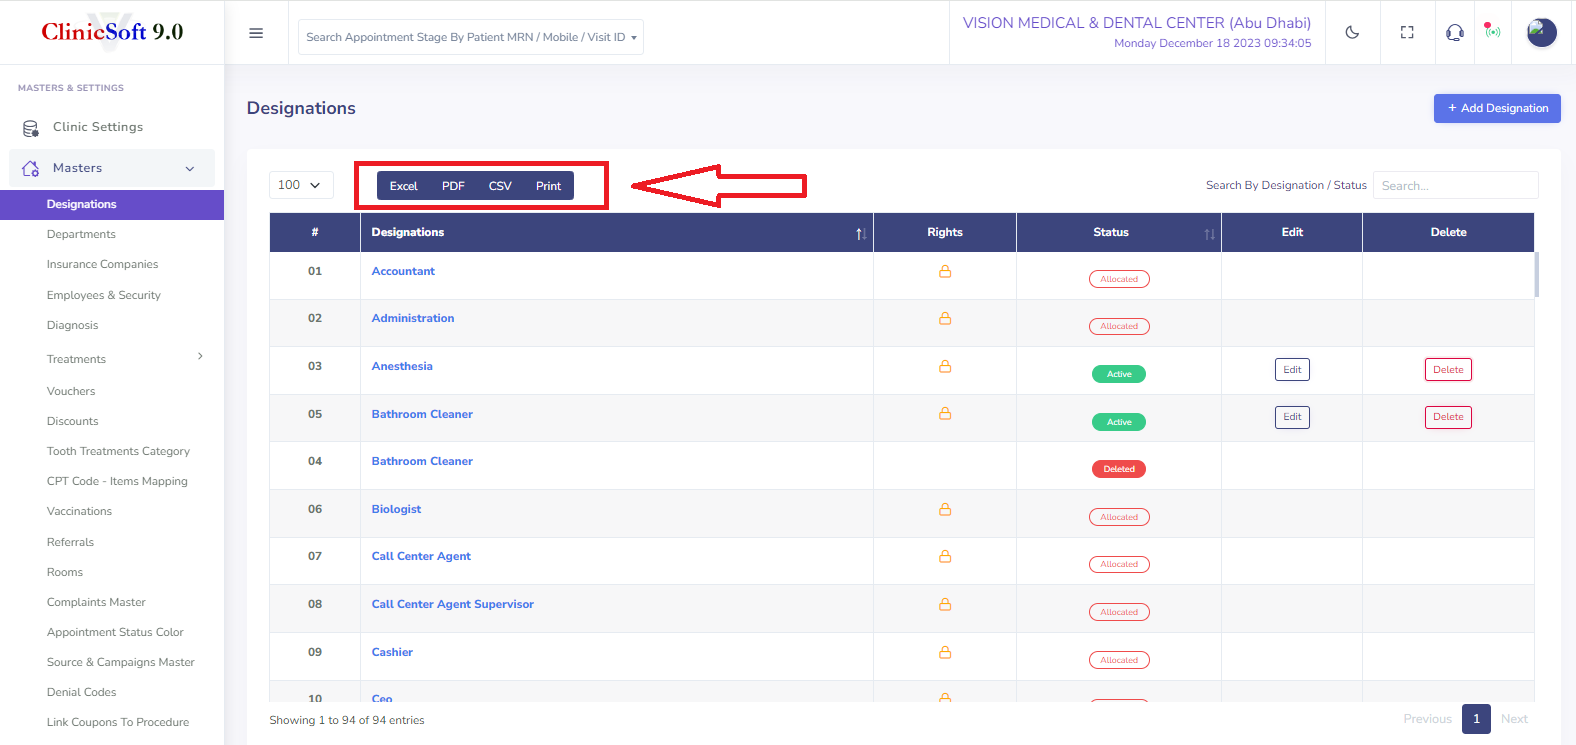 ClinicSoft 9.0
Search Appointment Stage By Patient MRN / Mobile / Visit ID
VISION MEDICAL & DENTAL CENTER (Abu Dhabi)
Monday December 18 2023 09:34:05
MASTERS & SETTINGS
Clinic Settings
Masters
Designations
Departments
Insurance Companies
Employees & Security
Diagnosis
Treatments
Vouchers
Discounts
Tooth Treatments Category
CPT Code - Items Mapping
Vaccinations
Referrals
Rooms
Complaints Master
Appointment Status Color
Source & Campaigns Master
Denial Codes
Link Coupons To Procedure
Designations
+ Add Designation
100
Excel PDF CSV Print
Search By Designation / Status Search...
# Designations Rights Status Edit Delete
01 Accountant Allocated
02 Administration Allocated
03 Anesthesia Active Edit Delete
05 Bathroom Cleaner Active Edit Delete
04 Bathroom Cleaner Deleted
06 Biologist Allocated
07 Call Center Agent Allocated
08 Call Center Agent Supervisor Allocated
09 Cashier Allocated
10 Ceo
Showing 1 to 94 of 94 entries
Previous 1 Next